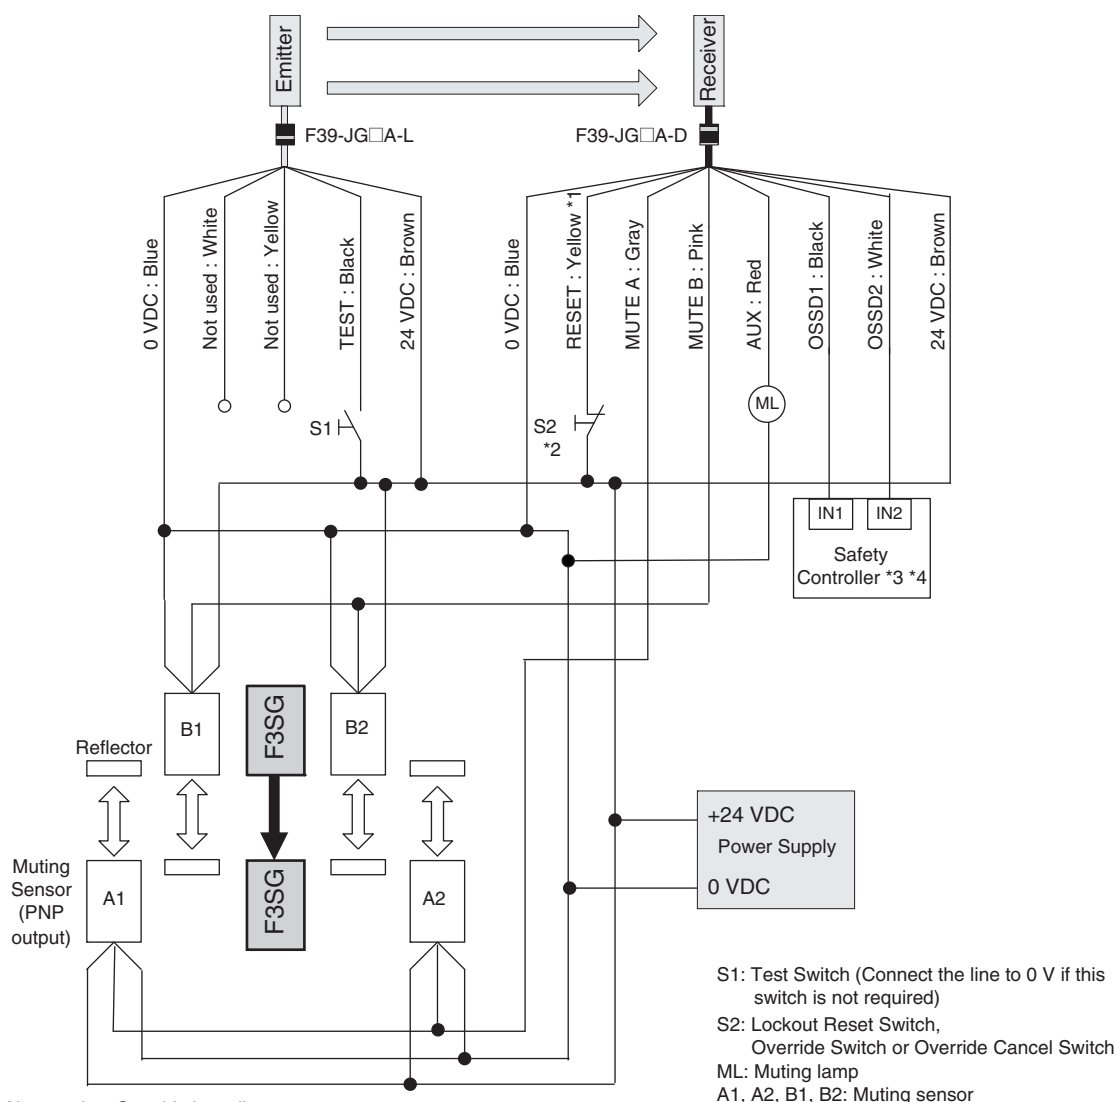 Emitter
Receiver
F39-JG□A-L
F39-JG□A-D
0 VDC : Blue
Not used : White
Not used : Yellow
TEST : Black
24 VDC : Brown
0 VDC : Blue
RESET : Yellow *1
MUTE A : Gray
MUTE B : Pink
AUX : Red
OSSD1 : Black
OSSD2 : White
24 VDC : Brown
S1
S2
*2
ML
IN1
IN2
Safety
Controller *3 *4
B1
F3SG
B2
Reflector
Muting
Sensor
(PNP
output)
A1
F3SG
A2
+24 VDC
Power Supply
0 VDC
S1: Test Switch (Connect the line to 0 V if this
switch is not required)
S2: Lockout Reset Switch,
Override Switch or Override Cancel Switch
ML: Muting lamp
A1, A2, B1, B2: Muting sensor